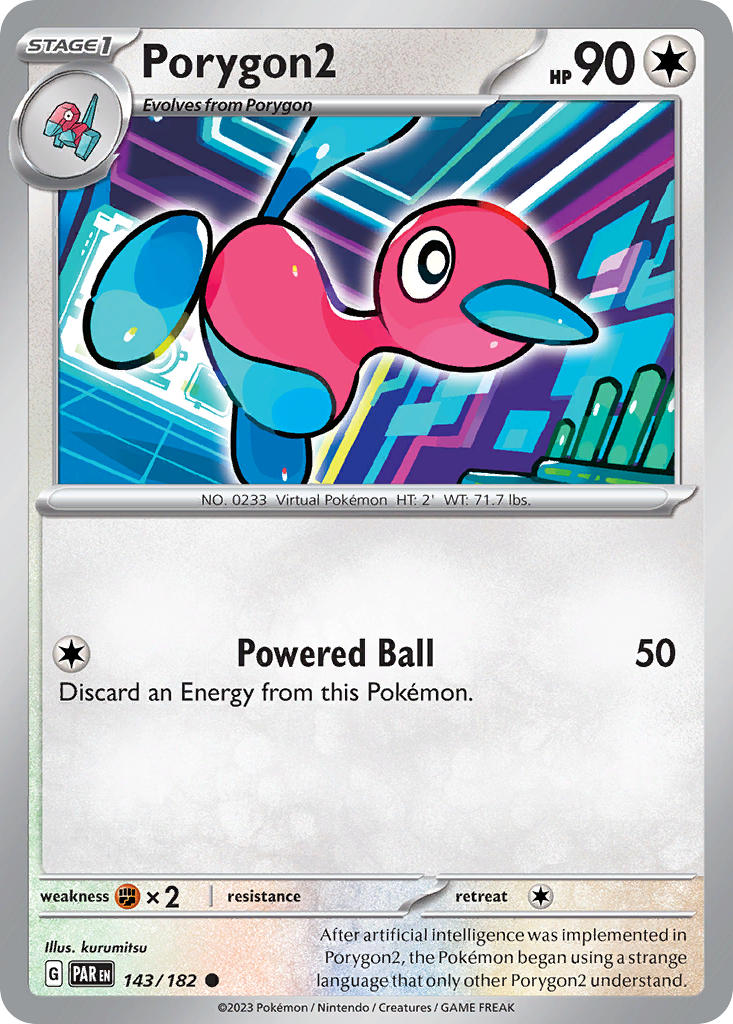 STAGE1
Porygon2
HP 90
Evolves from Porygon
NO. 0233 Virtual Pokémon HT: 2' WT: 71.7 lbs.
Powered Ball 50
Discard an Energy from this Pokémon.
weakness ×2 resistance retreat
Illus. kurumitsu
After artificial intelligence was implemented in
Porygon2, the Pokémon began using a strange
language that only other Porygon2 understand.
G PAR EN 143/182
©2023 Pokémon / Nintendo / Creatures / GAME FREAK